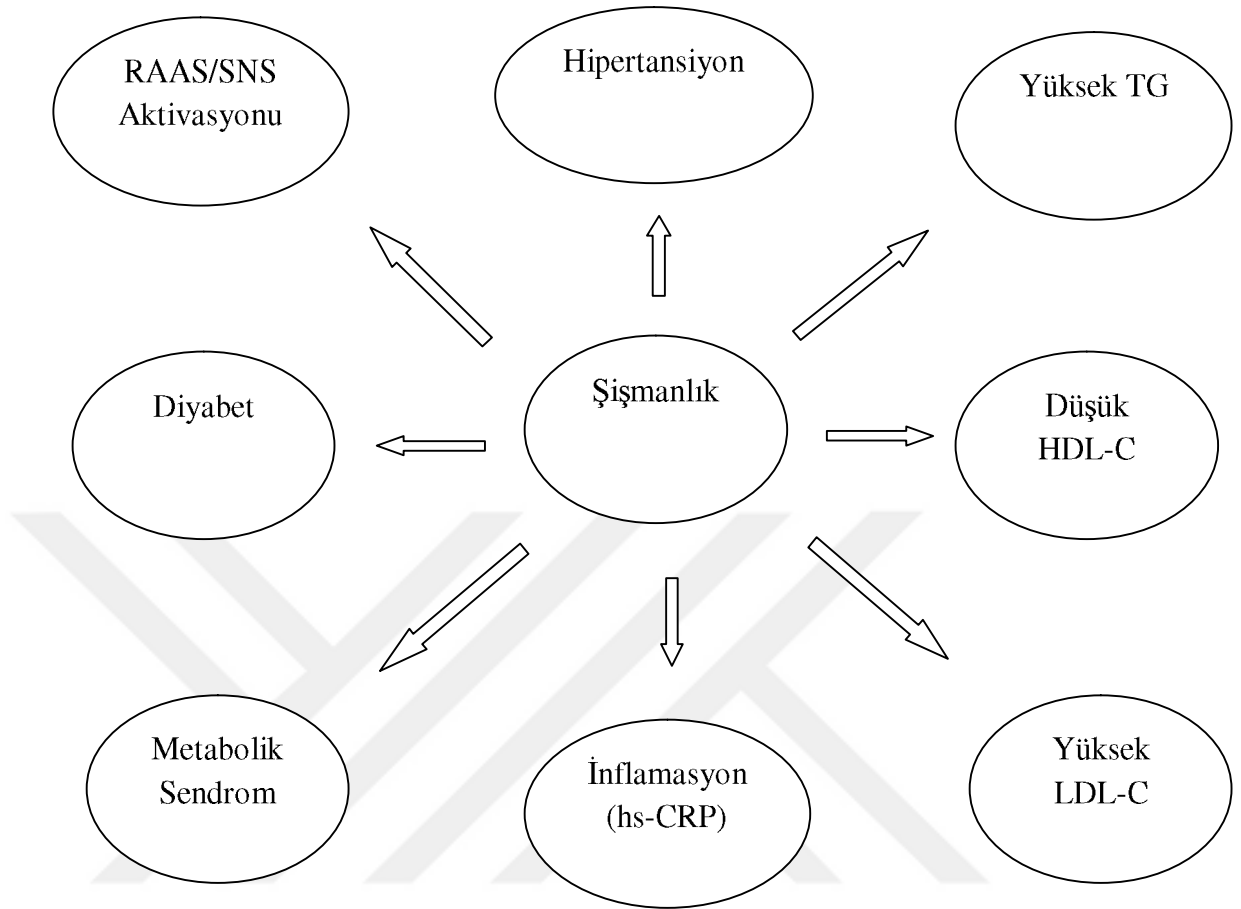 RAAS/SNS
Aktivasyonu
Hipertansiyon
Yüksek TG
Diyabet
Şişmanlık
Düşük
HDL-C
Metabolik
Sendrom
İnflamasyon
(hs-CRP)
Yüksek
LDL-C